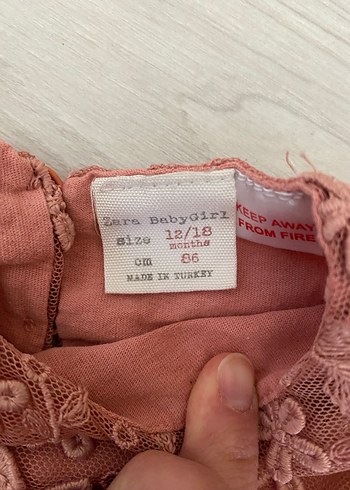 Zara BabyGirl
size 12/18
months
cm 86
MADE IN TURKEY
KEEP AWAY
FROM FIRE